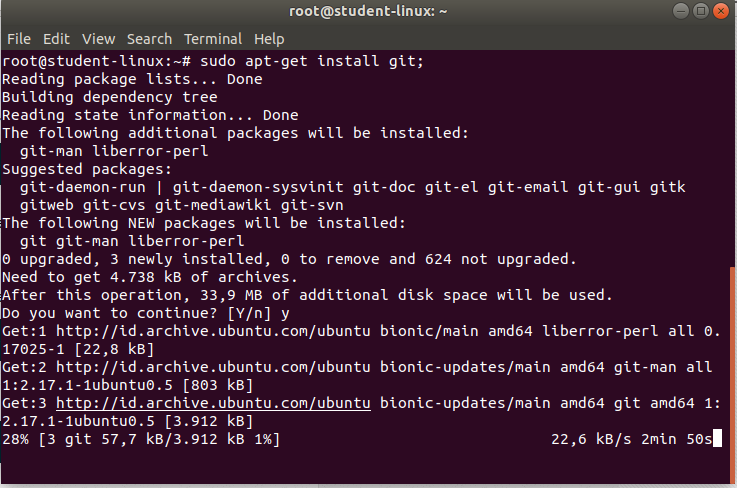 root@student-linux: ~
File Edit View Search Terminal Help
root@student-linux:~# sudo apt-get install git;
Reading package lists... Done
Building dependency tree
Reading state information... Done
The following additional packages will be installed:
  git-man liberror-perl
Suggested packages:
  git-daemon-run | git-daemon-sysvinit git-doc git-el git-email git-gui gitk
  gitweb git-cvs git-mediawiki git-svn
The following NEW packages will be installed:
  git git-man liberror-perl
0 upgraded, 3 newly installed, 0 to remove and 624 not upgraded.
Need to get 4.738 kB of archives.
After this operation, 33,9 MB of additional disk space will be used.
Do you want to continue? [Y/n] y
Get:1 http://id.archive.ubuntu.com/ubuntu bionic/main amd64 liberror-perl all 0.
17025-1 [22,8 kB]
Get:2 http://id.archive.ubuntu.com/ubuntu bionic-updates/main amd64 git-man all
1:2.17.1-1ubuntu0.5 [803 kB]
Get:3 http://id.archive.ubuntu.com/ubuntu bionic-updates/main amd64 git amd64 1:
2.17.1-1ubuntu0.5 [3.912 kB]
28% [3 git 57,7 kB/3.912 kB 1%] 22,6 kB/s 2min 50s